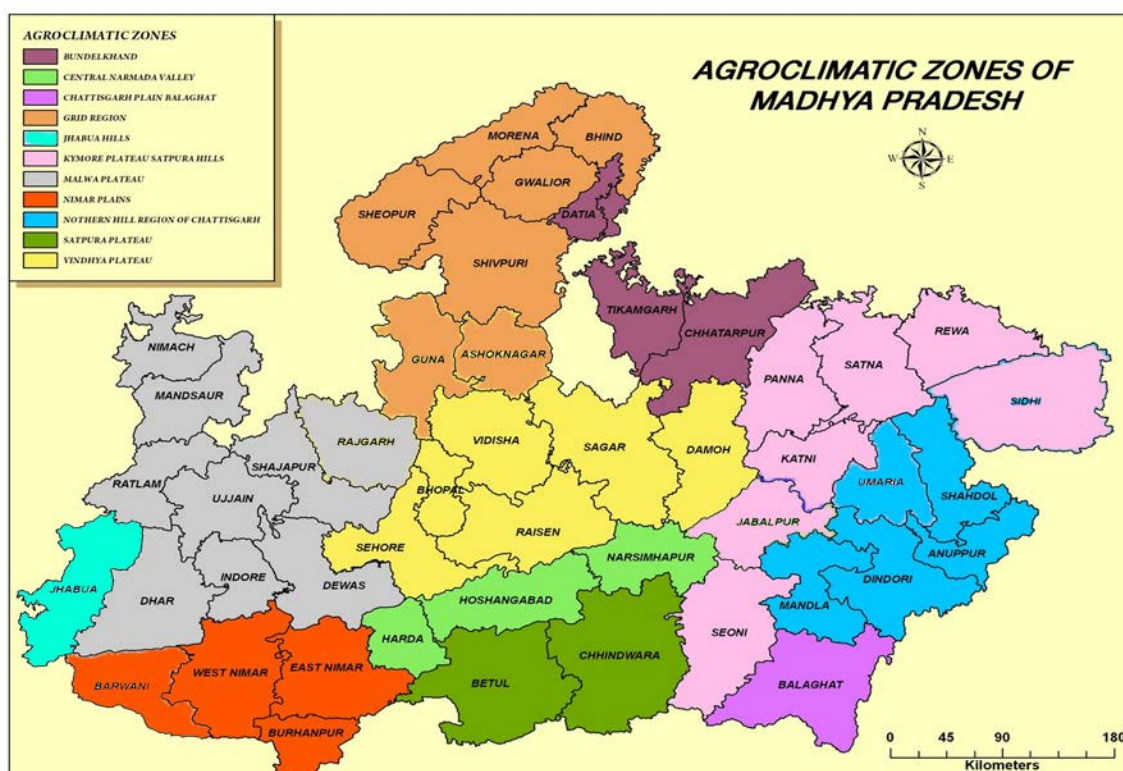 AGROCLIMATIC ZONES
BUNDELKHAND
CENTRAL NARMADA VALLEY
CHATTISGARH PLAIN BALAGHAT
GRID REGION
JHABUA HILLS
KYMORE PLATEAU SATPURA HILLS
MALWA PLATEAU
NIMAR PLAINS
NOTHERN HILL REGION OF CHATTISGARH
SATPURA PLATEAU
VINDHYA PLATEAU
AGROCLIMATIC ZONES OF
MADHYA PRADESH
N
W E
S
MORENA
BHIND
GWALIOR
SHEOPUR
DATIA
SHIVPURI
TIKAMGARH
CHHATARPUR
REWA
NIMACH
GUNA
ASHOKNAGAR
SATNA
PANNA
MANDSAUR
SIDHI
RAJGARH
VIDISHA
SAGAR
DAMOH
KATNI
SHAJAPUR
RATLAM
UJJAIN
BHOPAL
UMARIA
SHAHDOL
RAISEN
JABALPUR
SEHORE
ANUPPUR
NARSIMHAPUR
JHABUA
DHAR
INDORE
DEWAS
DINDORI
HOSHANGABAD
MANDLA
SEONI
HARDA
CHHINDWARA
WEST NIMAR
EAST NIMAR
BETUL
BARWANI
BALAGHAT
BURHANPUR
0 45 90 180
Kilometers